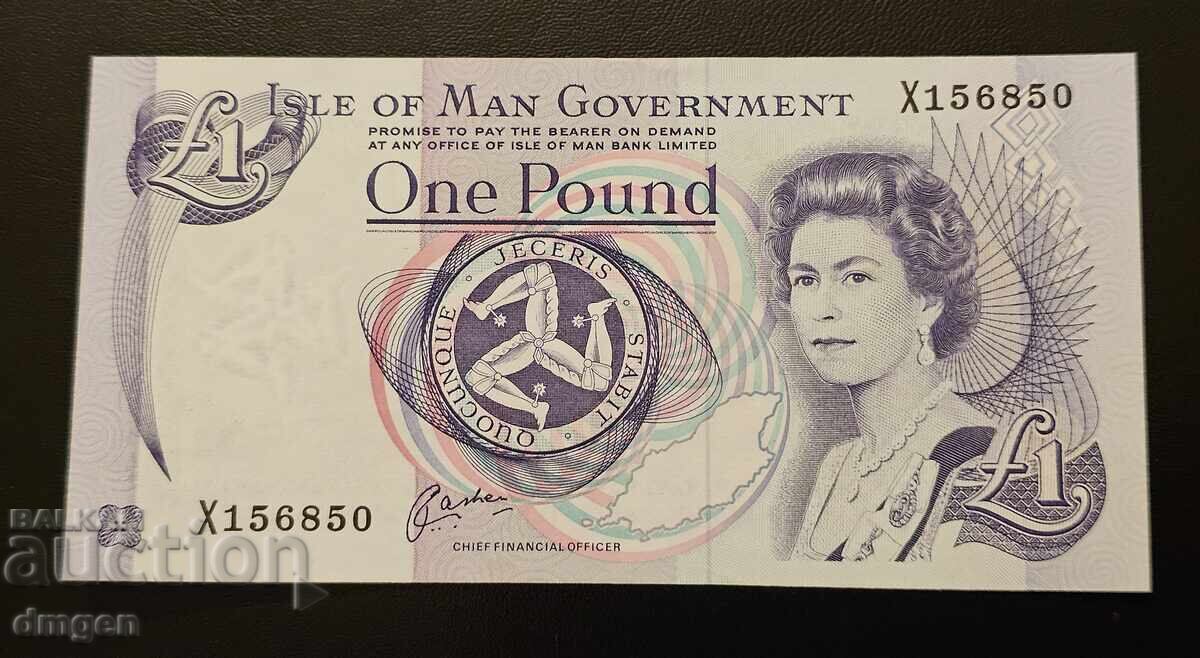 £1
ISLE OF MAN GOVERNMENT
X156850
PROMISE TO PAY THE BEARER ON DEMAND
AT ANY OFFICE OF ISLE OF MAN BANK LIMITED
One Pound
QUOCUNQUE JECERIS STABIT
£1
X156850
CHIEF FINANCIAL OFFICER
BALKAN
auction
dmgen